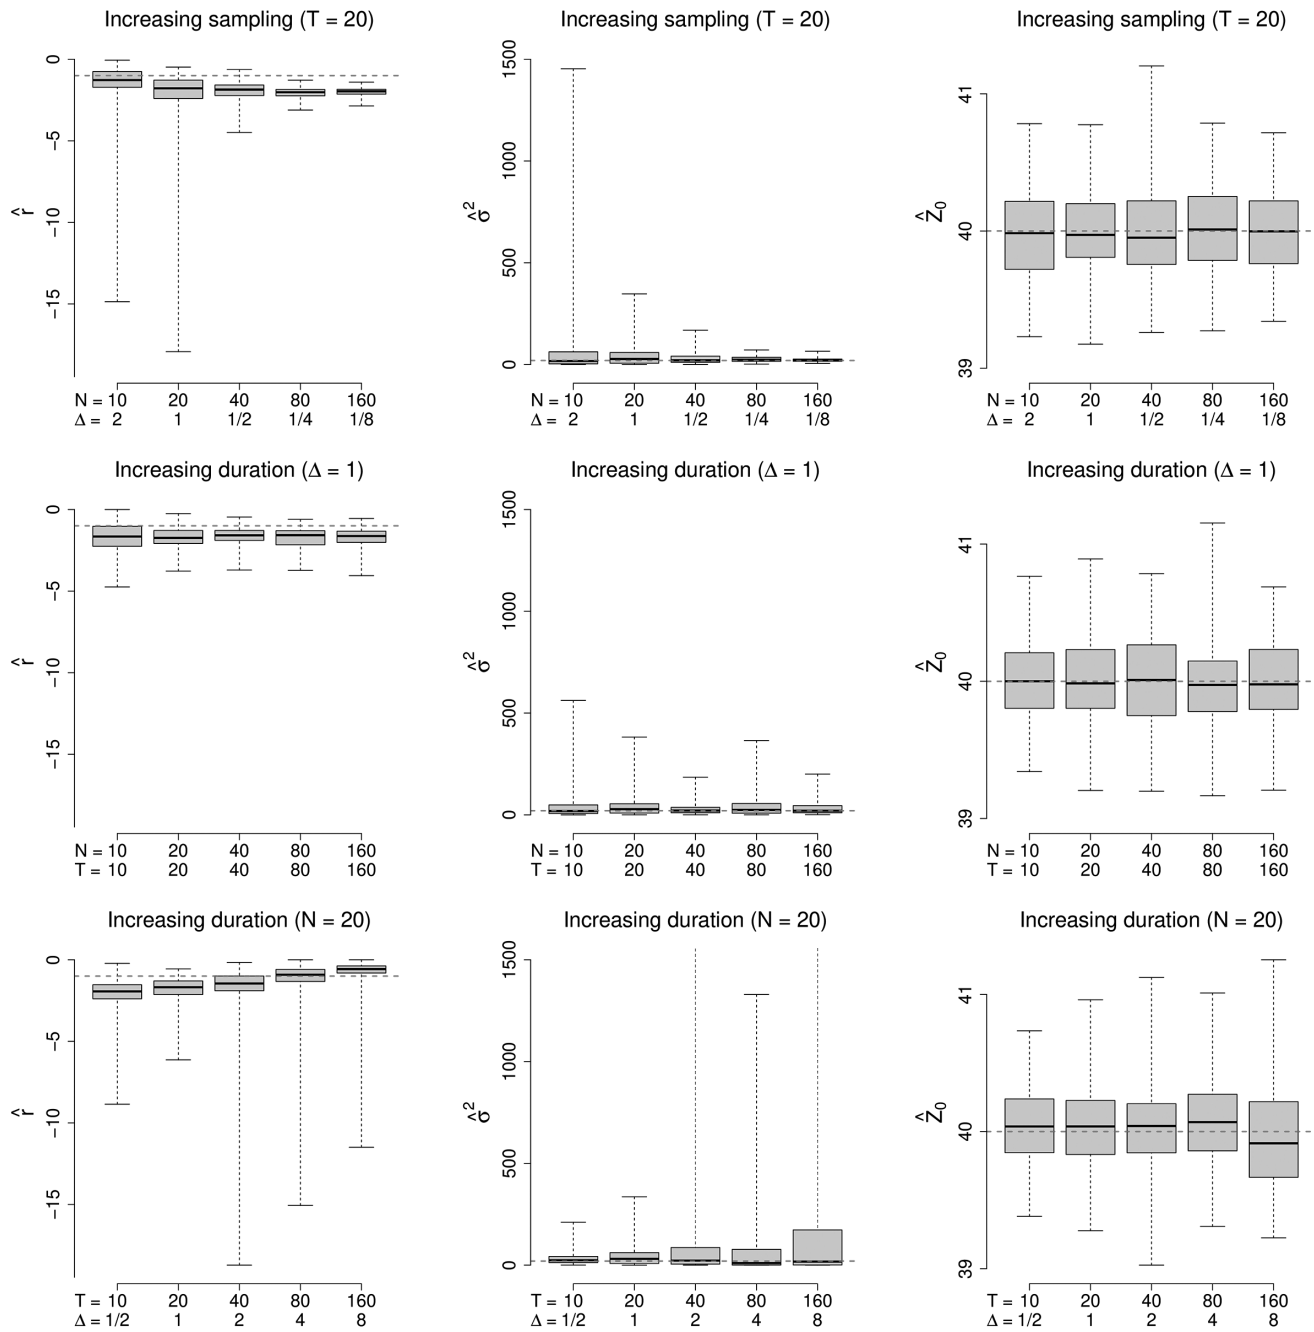 Increasing sampling (T = 20)
0
−5
−10
−15
r̂
N = 10 20 40 80 160
Δ = 2 1 1/2 1/4 1/8
Increasing sampling (T = 20)
1500
1000
500
0
σ̂²
N = 10 20 40 80 160
Δ = 2 1 1/2 1/4 1/8
Increasing sampling (T = 20)
41
40
39
Ẑ₀
N = 10 20 40 80 160
Δ = 2 1 1/2 1/4 1/8
Increasing duration (Δ = 1)
0
−5
−10
−15
r̂
N = 10 20 40 80 160
T = 10 20 40 80 160
Increasing duration (Δ = 1)
1500
1000
500
0
σ̂²
N = 10 20 40 80 160
T = 10 20 40 80 160
Increasing duration (Δ = 1)
41
40
39
Ẑ₀
N = 10 20 40 80 160
T = 10 20 40 80 160
Increasing duration (N = 20)
0
−5
−10
−15
r̂
T = 10 20 40 80 160
Δ = 1/2 1 2 4 8
Increasing duration (N = 20)
1500
1000
500
0
σ̂²
T = 10 20 40 80 160
Δ = 1/2 1 2 4 8
Increasing duration (N = 20)
41
40
39
Ẑ₀
T = 10 20 40 80 160
Δ = 1/2 1 2 4 8